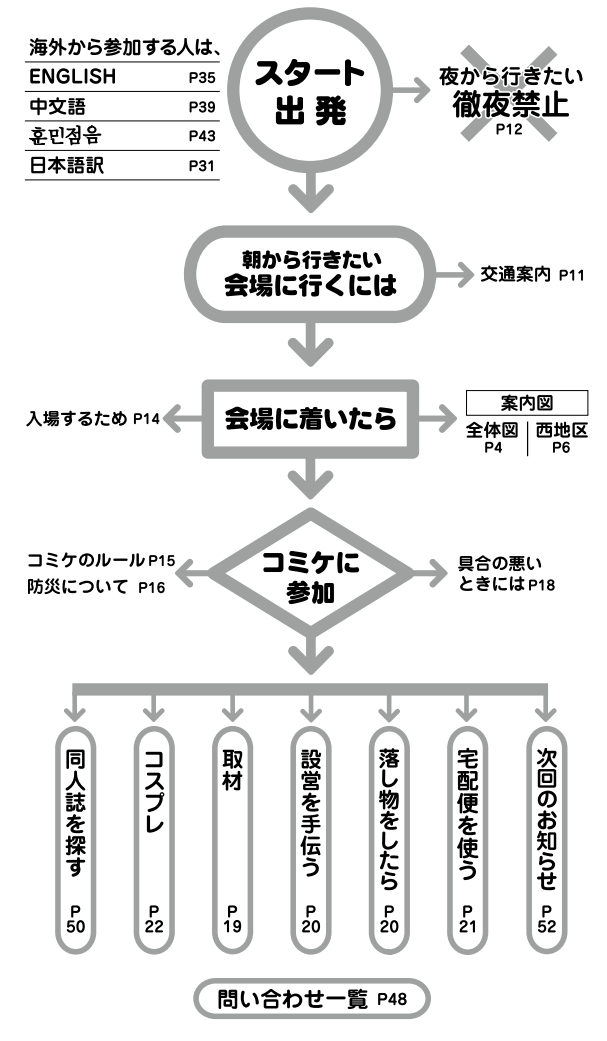 海外から参加する人は、
ENGLISH P35
中文語 P39
훈민정음 P43
日本語訳 P31
スタート
出発
夜から行きたい
徹夜禁止
P12
朝から行きたい
会場に行くには
交通案内 P11
入場するため P14
会場に着いたら
案内図
全体図 西地区
P4 P6
コミケのルール P15
防災について P16
コミケに
参加
具合の悪い
ときには P18
同人誌を探す P50
コスプレ P22
取材 P19
設営を手伝う P20
落し物をしたら P20
宅配便を使う P21
次回のお知らせ P52
問い合わせ一覧 P48